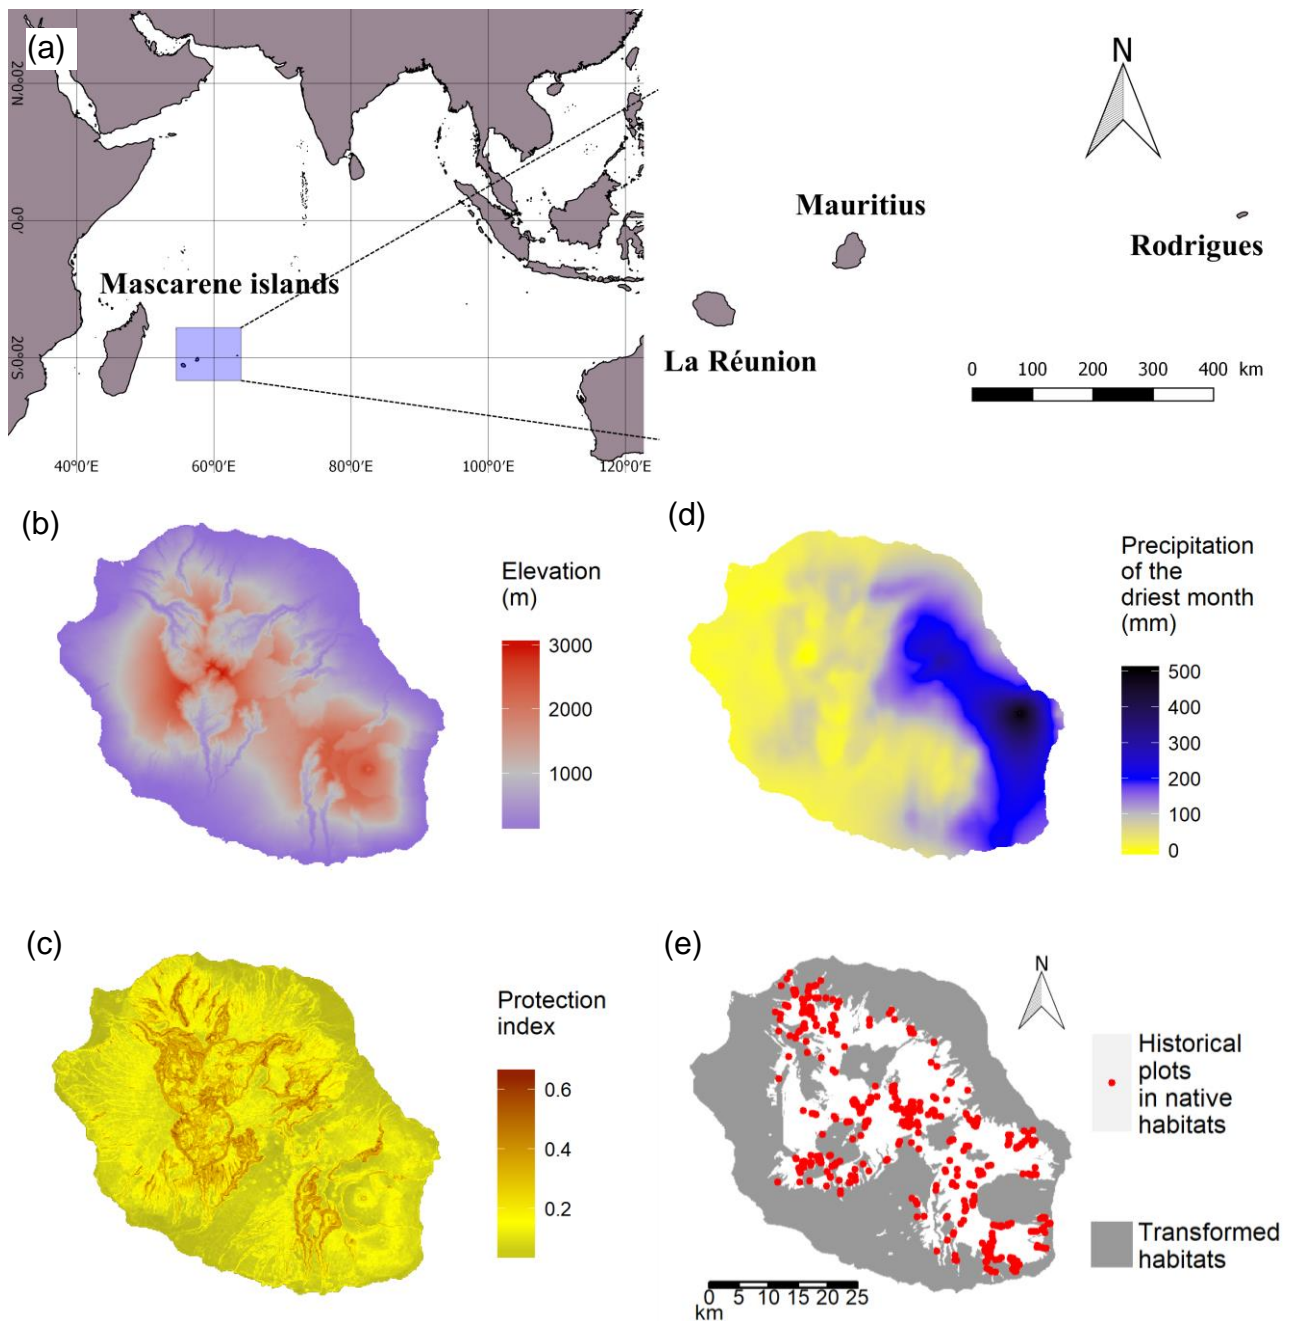 (a)
20°N
0°0'
20°0'S
40°0'E
60°0'E
80°0'E
100°0'E
120°0'E
Mascarene islands
N
Mauritius
Rodrigues
La Réunion
0 100 200 300 400 km
(b)
Elevation
(m)
3000
2000
1000
(d)
Precipitation
of the
driest month
(mm)
500
400
300
200
100
0
(c)
Protection
index
0.6
0.4
0.2
(e)
N
Historical
plots
in native
habitats
Transformed
habitats
0 5 10 15 20 25
km